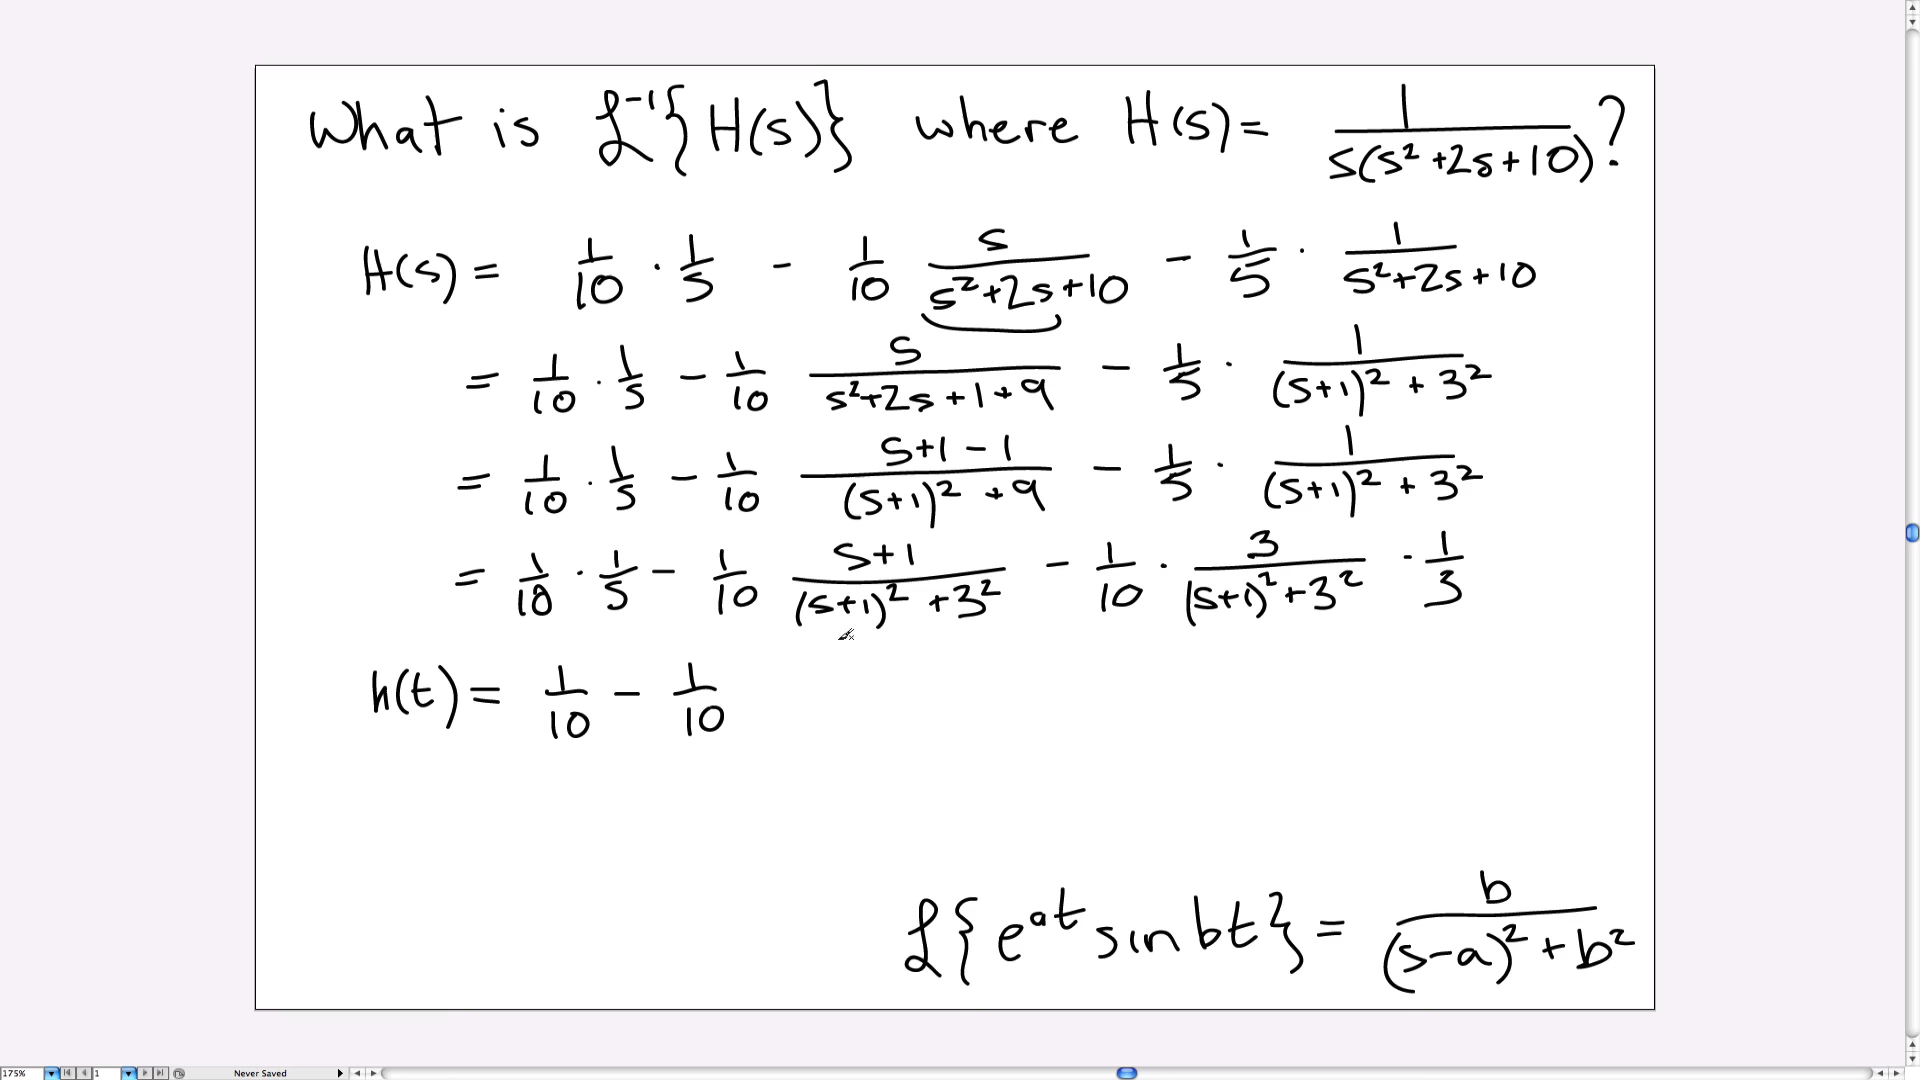 What is ℒ⁻¹{H(s)} where H(s) = 1/(s(s²+2s+10))?
H(s) = 1/10 · 1/s - 1/10 s/(s²+2s+10) - 1/5 · 1/(s²+2s+10)
= 1/10 · 1/s - 1/10 s/(s²+2s+1+9) - 1/5 · 1/((s+1)²+3²)
= 1/10 · 1/s - 1/10 (s+1-1)/((s+1)²+9) - 1/5 · 1/((s+1)²+3²)
= 1/10 · 1/s - 1/10 (s+1)/((s+1)²+3²) - 1/10 · 3/((s+1)²+3²) · 1/3
h(t) = 1/10 - 1/10
ℒ{e^(at) sin bt} = b/((s-a)²+b²)
175% 1 Never Saved